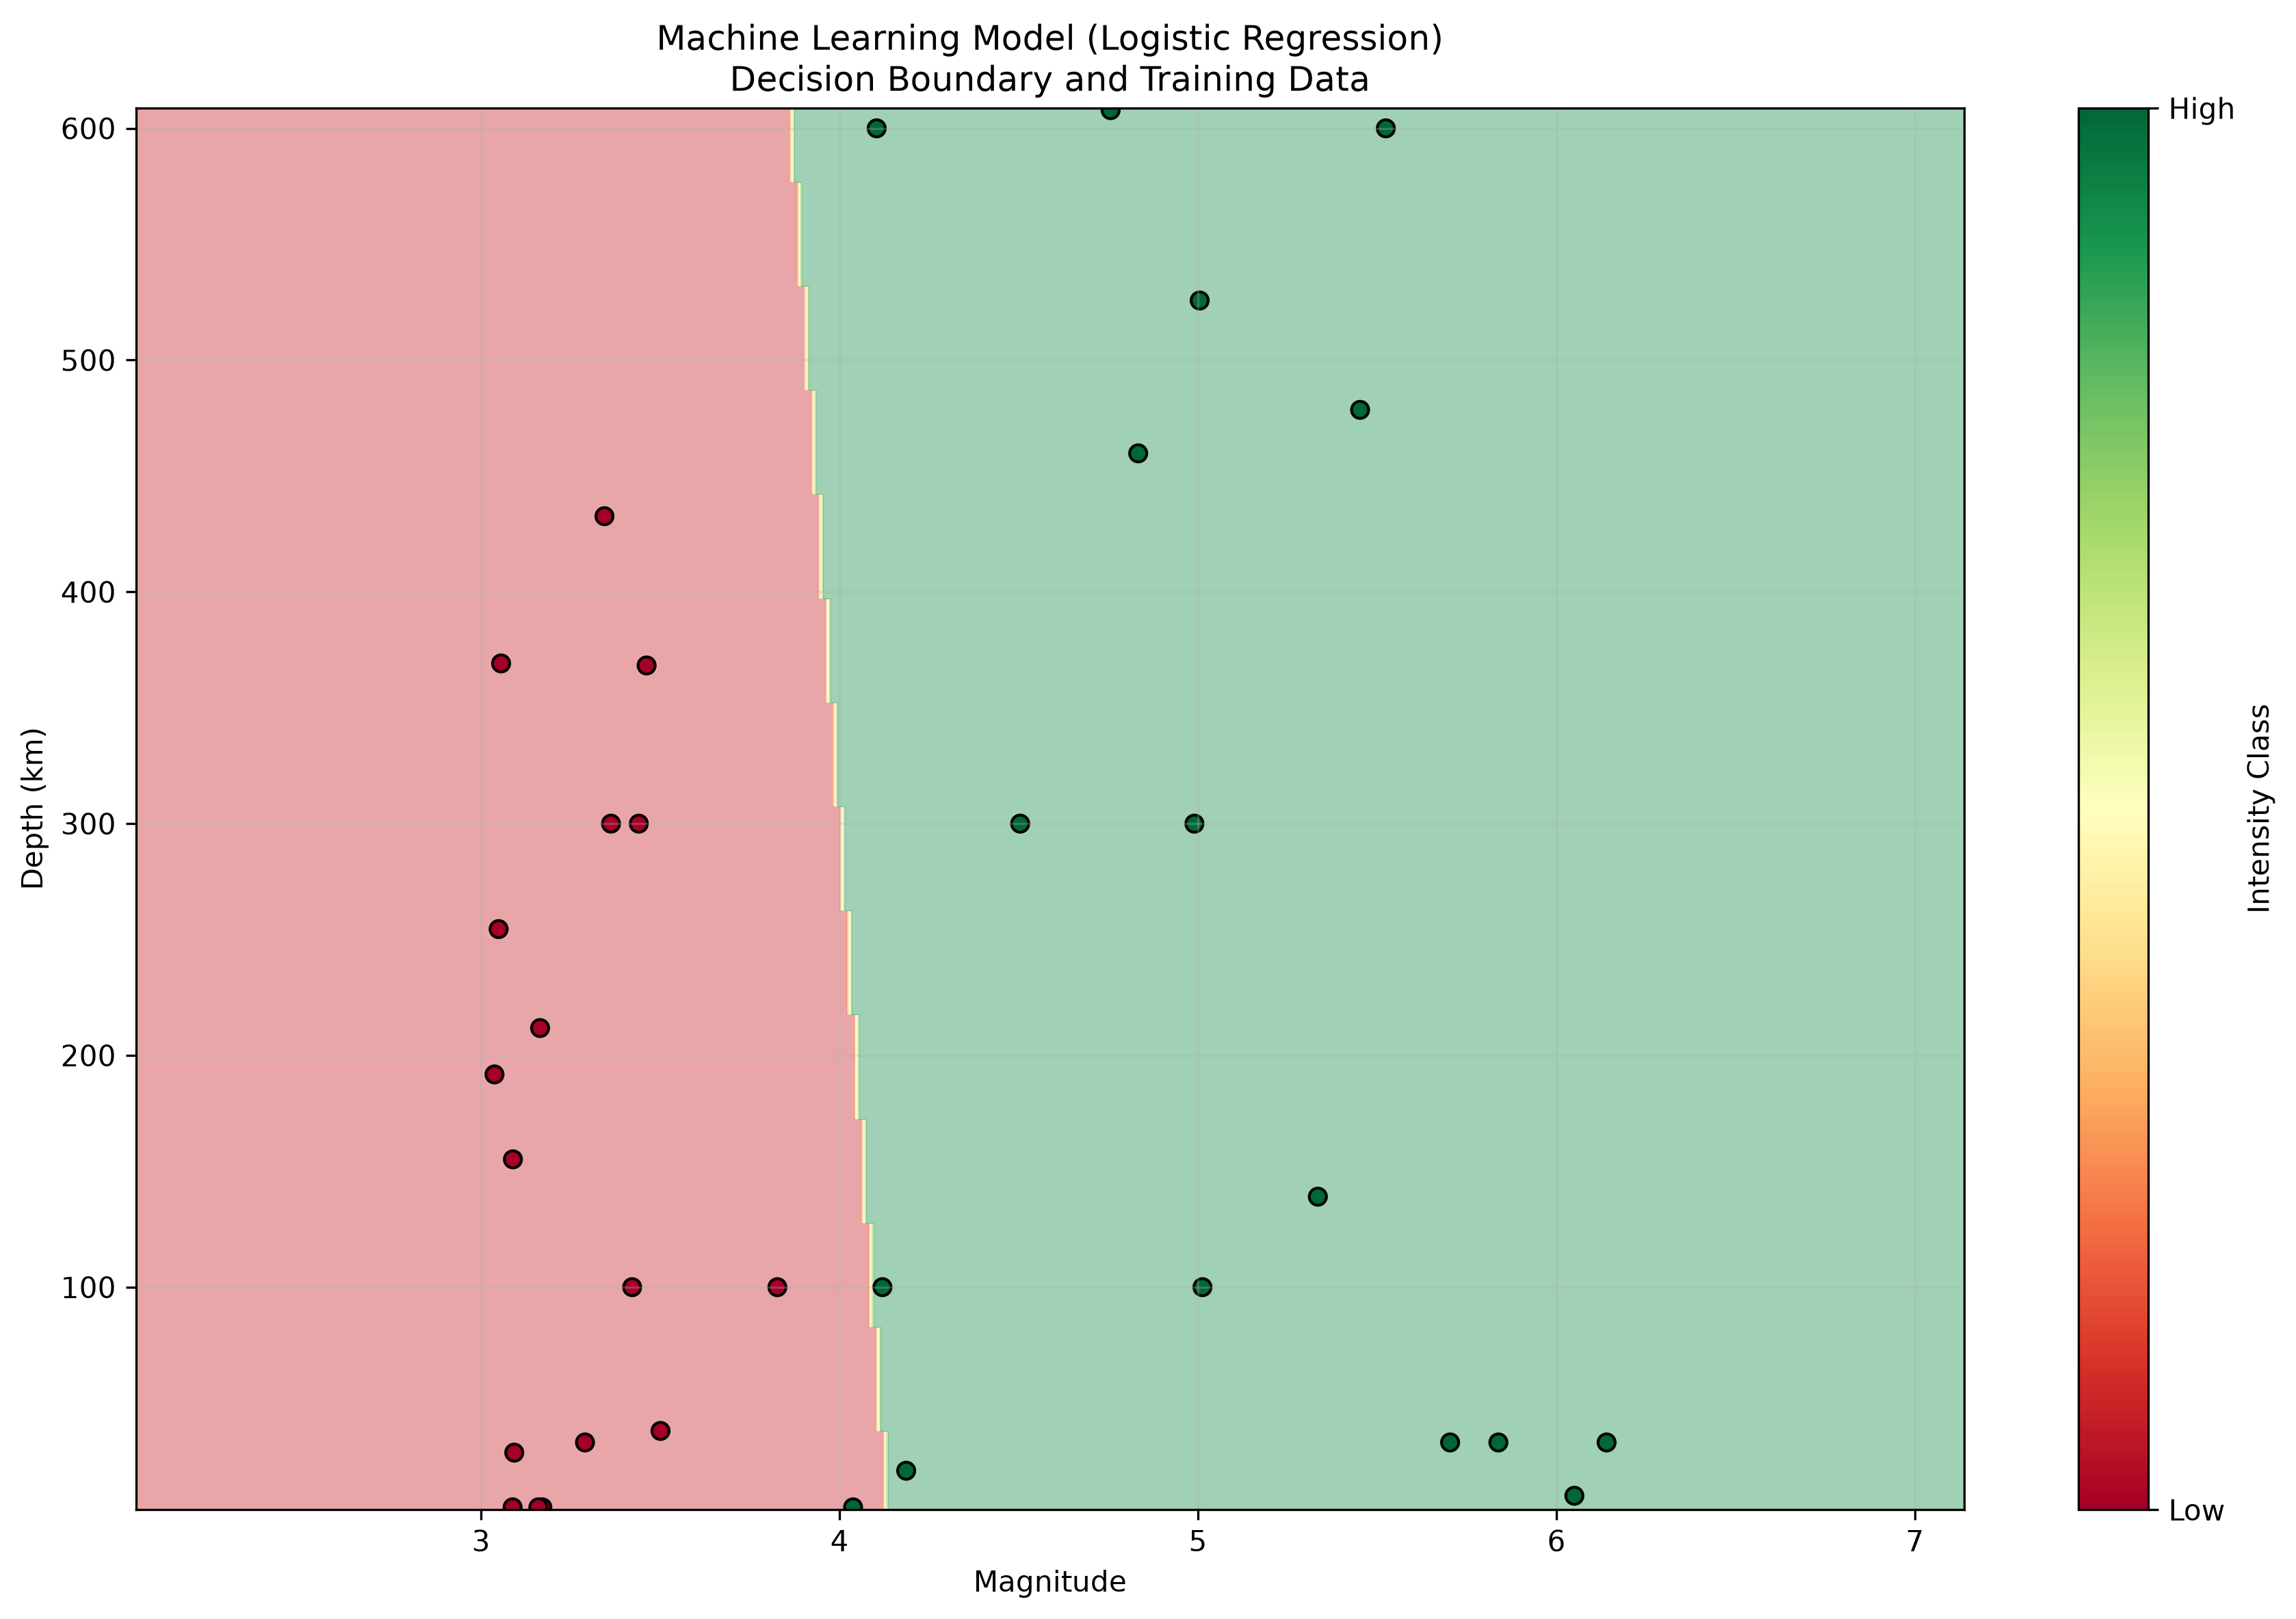 Machine Learning Model (Logistic Regression)
Decision Boundary and Training Data
High
600
500
400
300
200
100
Depth (km)
Intensity Class
Low
3
4
5
6
7
Magnitude